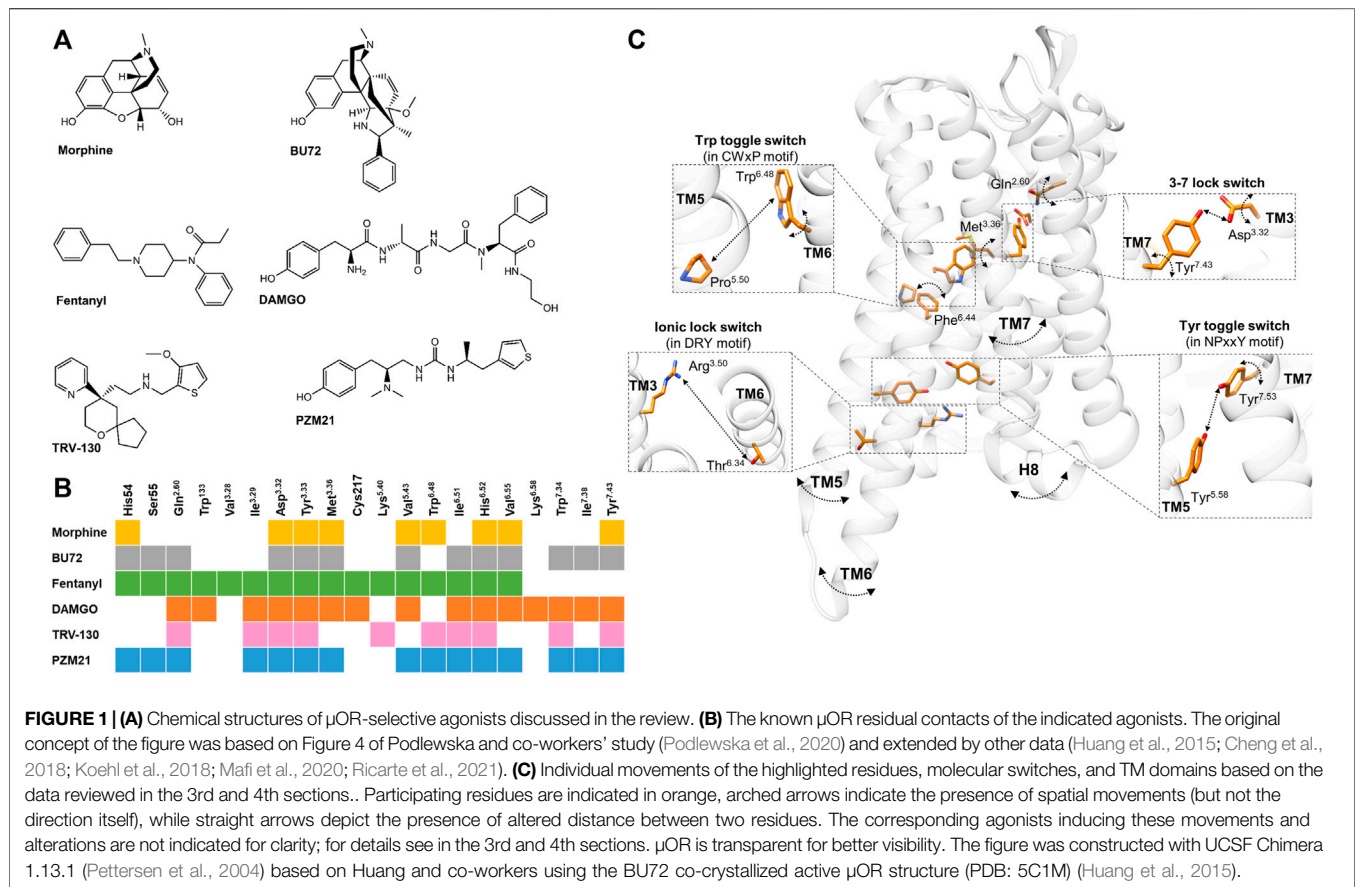 A
N
H
HO
O
H
OH
Morphine
N
HO
H
O
HN
BU72
O
N
N
Fentanyl
O
H
N
O
O
N
H
N
HO
NH2
O
N
O
HN
OH
DAMGO
O
N
H
N
S
O
TRV-130
O
HO
N
H
N
H
N
S
PZM21
B
His54 Ser55 Gln2.60 Trp133 Val3.28 Ile3.29 Asp3.32 Tyr3.33 Met3.36 Cys217 Lys5.40 Val5.43 Trp6.48 Ile6.51 His6.52 Val6.55 Lys6.58 Trp7.34 Ile7.38 Tyr7.43
Morphine
BU72
Fentanyl
DAMGO
TRV-130
PZM21
C
Trp toggle switch
(in CWxP motif)
Trp6.48
TM5
TM6
Pro5.50
Gln2.60
Met3.36
Phe6.44
3-7 lock switch
TM3
TM7
Asp3.32
Tyr7.43
Ionic lock switch
(in DRY motif)
Arg3.50
TM3
TM6
Thr6.34
TM7
Tyr toggle switch
(in NPxxY motif)
TM7
Tyr7.53
Tyr5.58
TM5
TM5
H8
TM6
FIGURE 1 | (A) Chemical structures of μOR-selective agonists discussed in the review. (B) The known μOR residual contacts of the indicated agonists. The original
concept of the figure was based on Figure 4 of Podlewska and co-workers' study (Podlewska et al., 2020) and extended by other data (Huang et al., 2015; Cheng et al.,
2018; Koehl et al., 2018; Mafi et al., 2020; Ricarte et al., 2021). (C) Individual movements of the highlighted residues, molecular switches, and TM domains based on the
data reviewed in the 3rd and 4th sections.. Participating residues are indicated in orange, arched arrows indicate the presence of spatial movements (but not the
direction itself), while straight arrows depict the presence of altered distance between two residues. The corresponding agonists inducing these movements and
alterations are not indicated for clarity; for details see in the 3rd and 4th sections. μOR is transparent for better visibility. The figure was constructed with UCSF Chimera
1.13.1 (Pettersen et al., 2004) based on Huang and co-workers using the BU72 co-crystallized active μOR structure (PDB: 5C1M) (Huang et al., 2015).